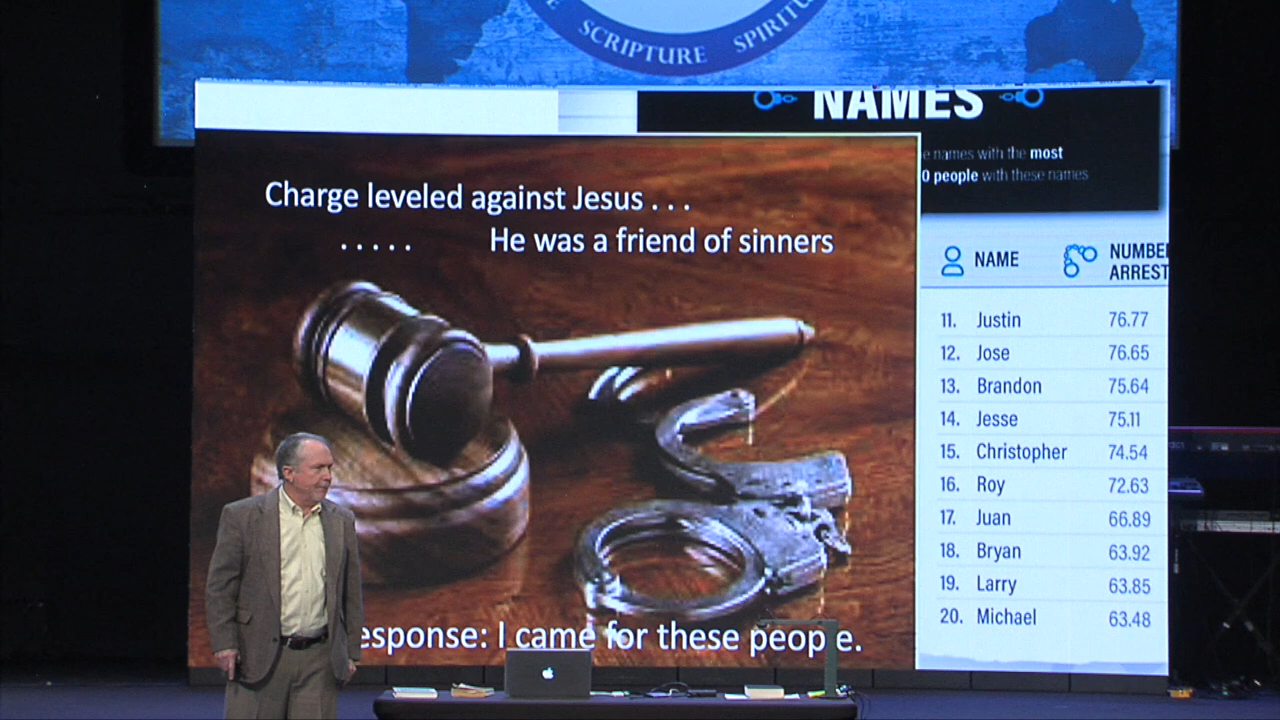 SCRIPTURE SPIRITU
NAMES
e names with the most
0 people with these names
Charge leveled against Jesus . . .
. . . . . He was a friend of sinners
NAME NUMBE
ARREST
11. Justin 76.77
12. Jose 76.65
13. Brandon 75.64
14. Jesse 75.11
15. Christopher 74.54
16. Roy 72.63
17. Juan 66.89
18. Bryan 63.92
19. Larry 63.85
20. Michael 63.48
esponse: I came for these people.